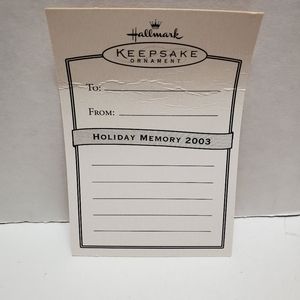 Hallmark
KEEPSAKE
ORNAMENT
TO:
FROM:
HOLIDAY MEMORY 2003